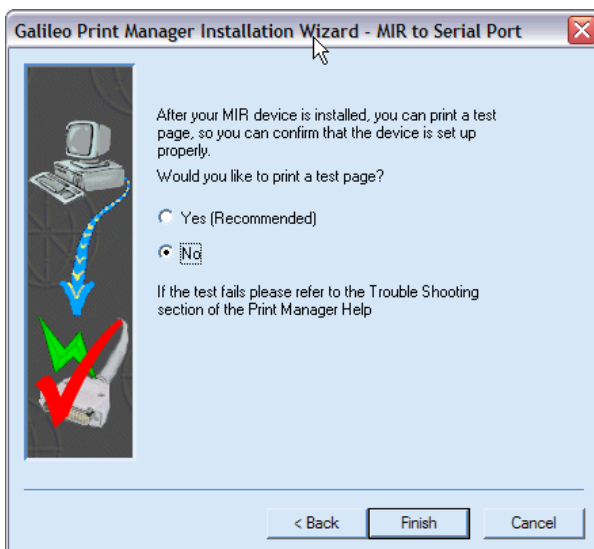 Galileo Print Manager Installation Wizard - MIR to Serial Port
After your MIR device is installed, you can print a test
page, so you can confirm that the device is set up
properly.
Would you like to print a test page?
Yes (Recommended)
No
If the test fails please refer to the Trouble Shooting
section of the Print Manager Help
< Back
Finish
Cancel